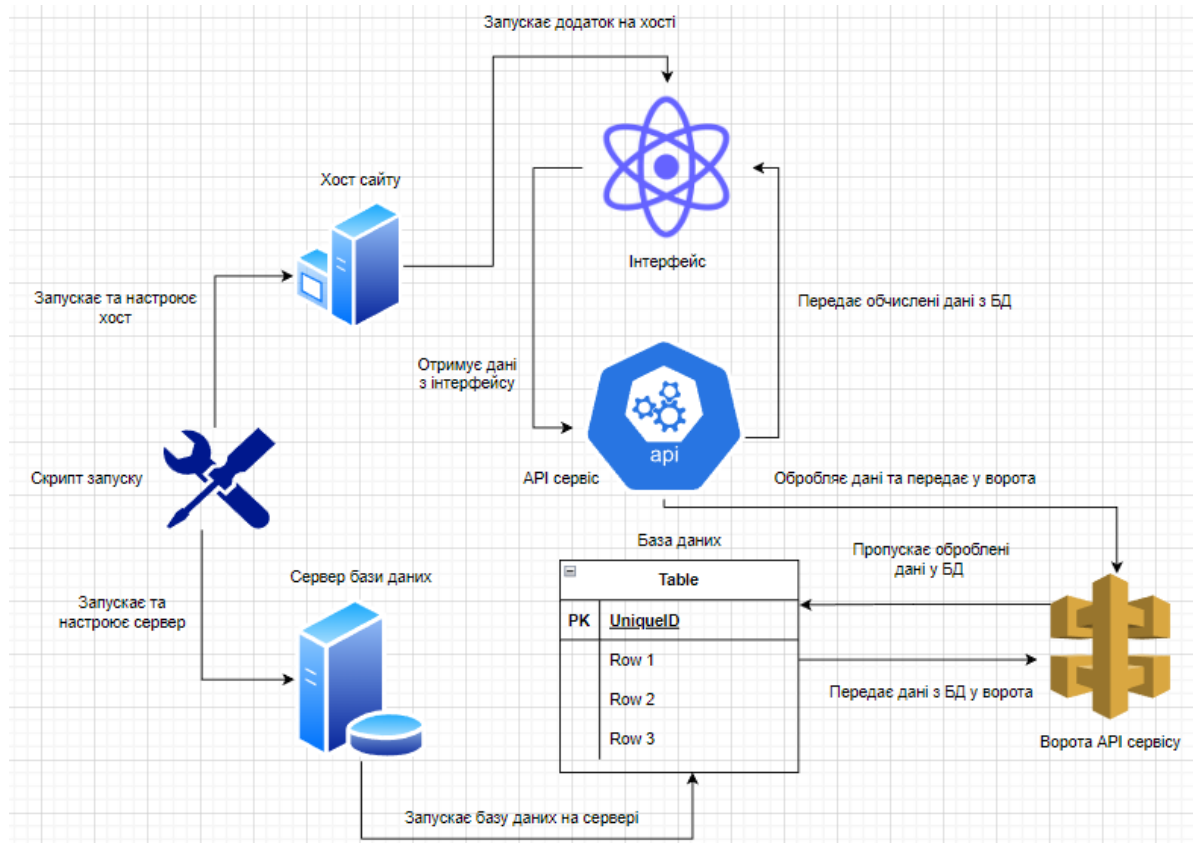 Запускає додаток на хості
Хост сайту
Інтерфейс
Запускає та настроює
хост
Передає обчислені дані з БД
Отримує дані
з інтерфейсу
api
Скрипт запуску
АРІ сервіс
Обробляє дані та передає у ворота
База даних
Пропускає оброблені
дані у БД
Сервер бази даних
Table
Запускає та
настроює сервер
PK
UniqueID
Row 1
Передає дані з БД у ворота
Row 2
Row 3
Ворота АРІ сервісу
Запускає базу даних на сервері